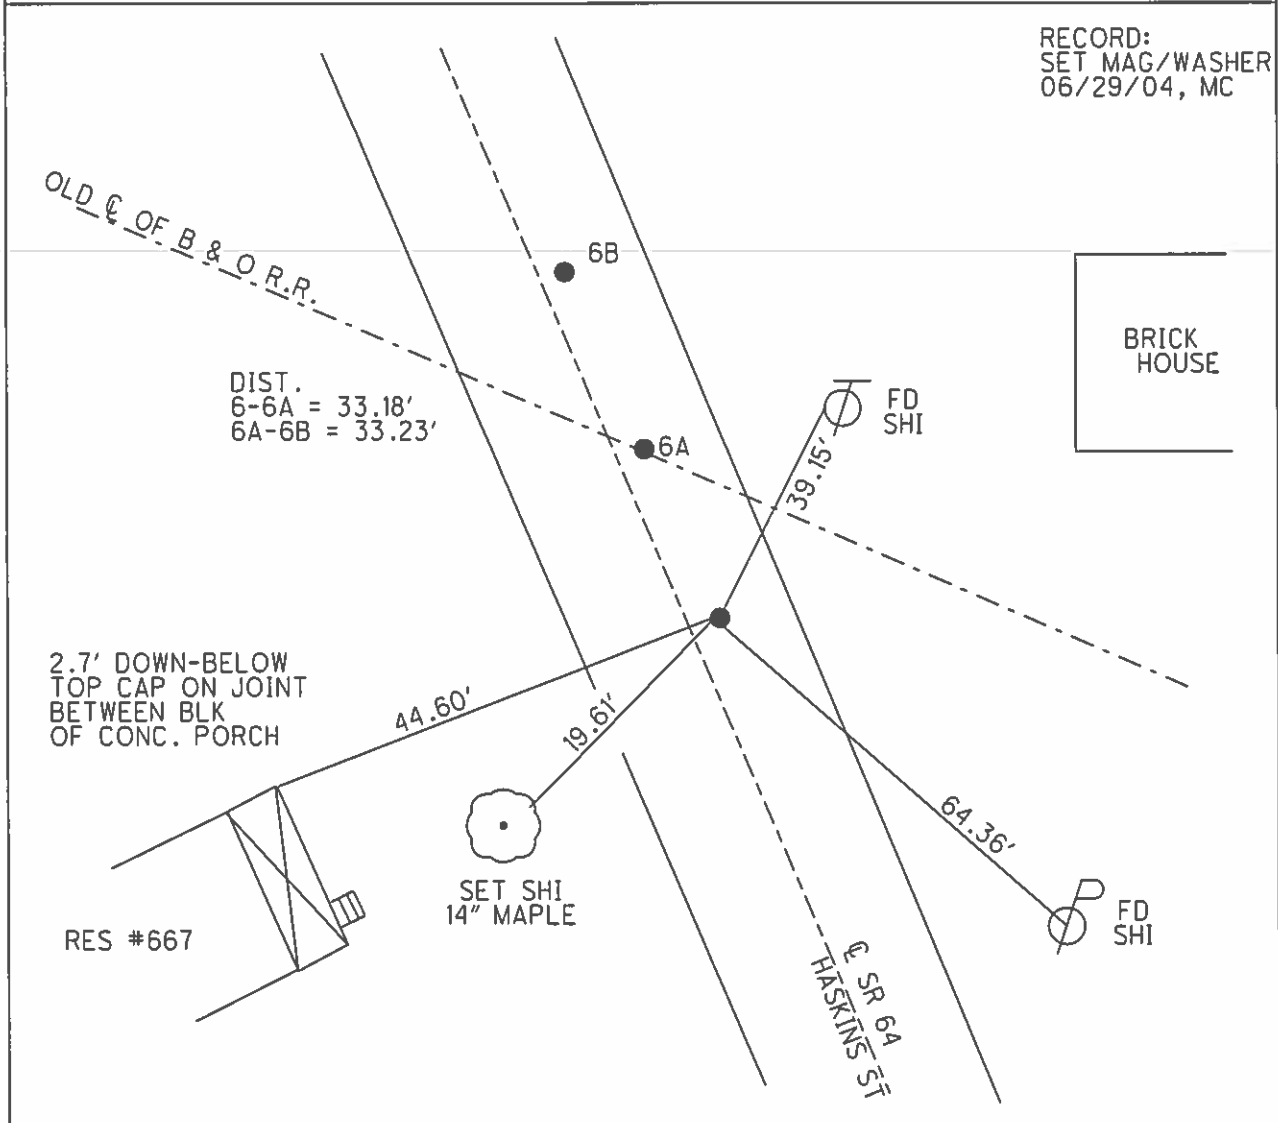 RECORD:
SET MAG/WASHER
06/29/04, MC
OLD ℄ OF B & O R.R.
6B
BRICK
HOUSE
DIST.
6-6A = 33.18'
6A-6B = 33.23'
FD
SHI
6A
39.15'
2.7' DOWN-BELOW
TOP CAP ON JOINT
BETWEEN BLK
OF CONC. PORCH
44.60'
19.61'
64.36'
SET SHI
14" MAPLE
FD
SHI
RES #667
℄ SR 64
HASKINS ST